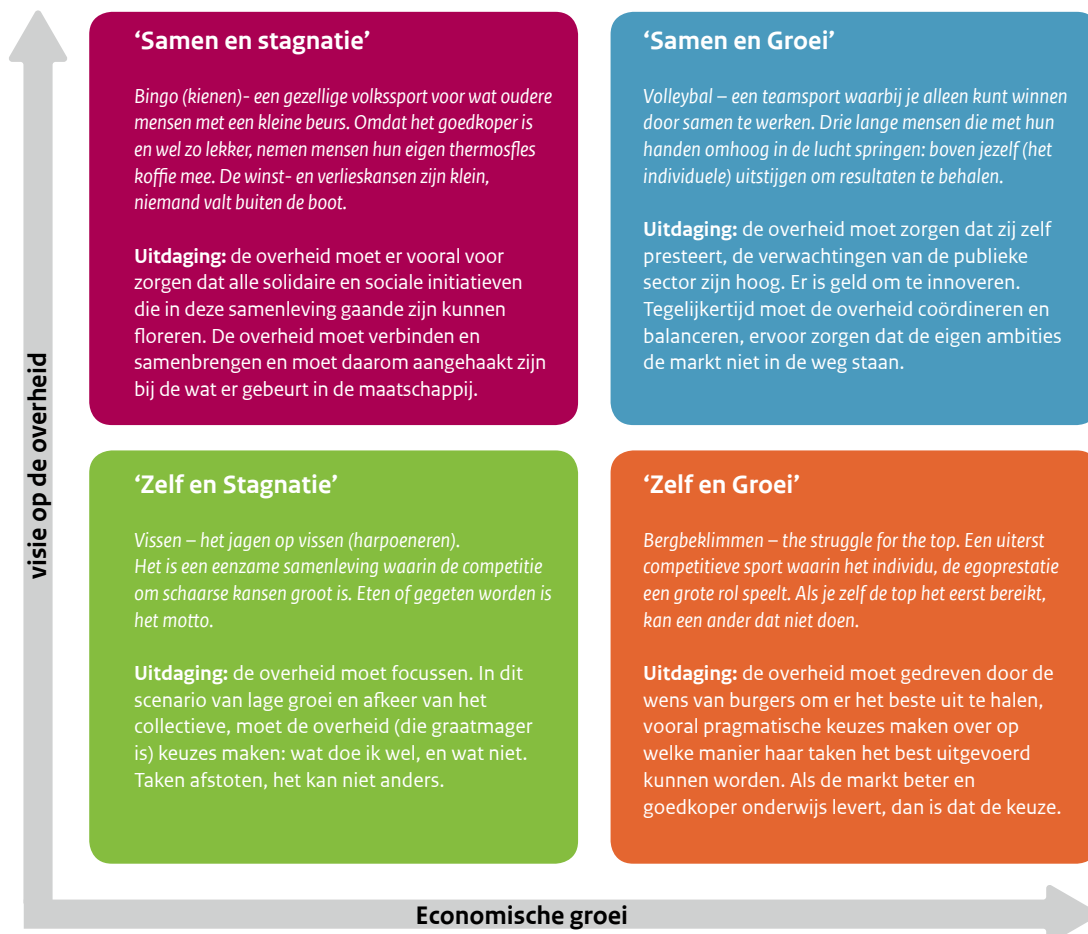 ‘Samen en stagnatie’
Bingo (kienen)- een gezellige volkssport voor wat oudere
mensen met een kleine beurs. Omdat het goedkoper is
en wel zo lekker, nemen mensen hun eigen thermosfles
koffie mee. De winst- en verlieskansen zijn klein,
niemand valt buiten de boot.
Uitdaging: de overheid moet er vooral voor
zorgen dat alle solidaire en sociale initiatieven
die in deze samenleving gaande zijn kunnen
floreren. De overheid moet verbinden en
samenbrengen en moet daarom aangehaakt zijn
bij de wat er gebeurt in de maatschappij.
‘Samen en Groei’
Volleybal – een teamsport waarbij je alleen kunt winnen
door samen te werken. Drie lange mensen die met hun
handen omhoog in de lucht springen: boven jezelf (het
individuele) uitstijgen om resultaten te behalen.
Uitdaging: de overheid moet zorgen dat zij zelf
presteert, de verwachtingen van de publieke
sector zijn hoog. Er is geld om te innoveren.
Tegelijkertijd moet de overheid coördineren en
balanceren, ervoor zorgen dat de eigen ambities
de markt niet in de weg staan.
visie op de overheid
‘Zelf en Stagnatie’
Vissen – het jagen op vissen (harpoeneren).
Het is een eenzame samenleving waarin de competitie
om schaarse kansen groot is. Eten of gegeten worden is
het motto.
Uitdaging: de overheid moet focussen. In dit
scenario van lage groei en afkeer van het
collectieve, moet de overheid (die graatmager
is) keuzes maken: wat doe ik wel, en wat niet.
Taken afstoten, het kan niet anders.
‘Zelf en Groei’
Bergbeklimmen – the struggle for the top. Een uiterst
competitieve sport waarin het individu, de egoprestatie
een grote rol speelt. Als je zelf de top het eerst bereikt,
kan een ander dat niet doen.
Uitdaging: de overheid moet gedreven door de
wens van burgers om er het beste uit te halen,
vooral pragmatische keuzes maken over op
welke manier haar taken het best uitgevoerd
kunnen worden. Als de markt beter en
goedkoper onderwijs levert, dan is dat de keuze.
Economische groei